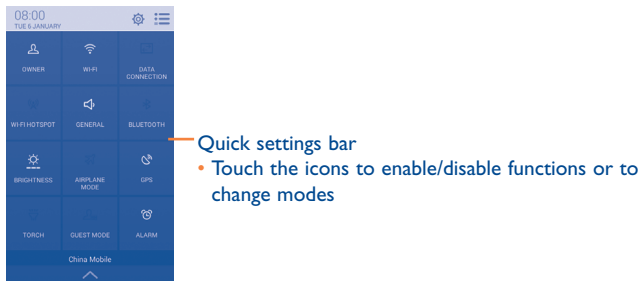 08:00
TUE 6 JANUARY
OWNER
WI-FI
DATA
CONNECTION
WI-FI HOTSPOT
GENERAL
BLUETOOTH
BRIGHTNESS
AIRPLANE
MODE
GPS
TORCH
GUEST MODE
ALARM
China Mobile
Quick settings bar
• Touch the icons to enable/disable functions or to
change modes